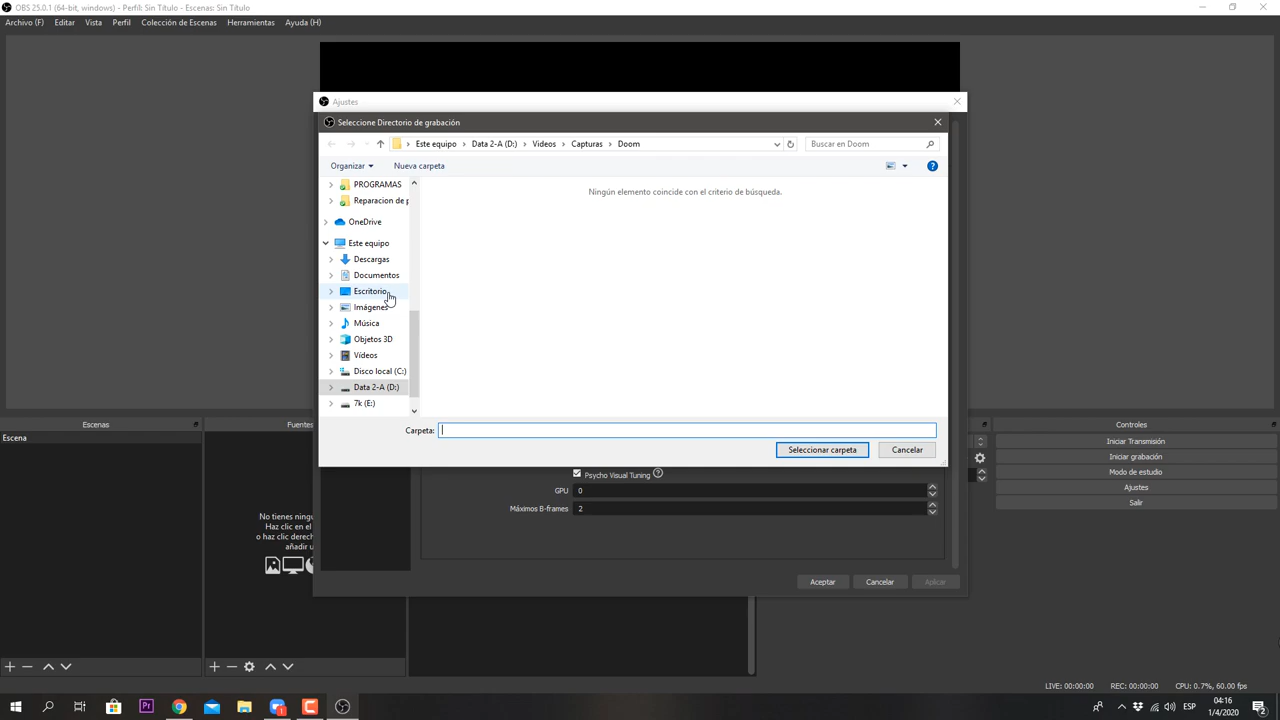 OBS 25.0.1 (64-bit, windows) - Perfil: Sin Título - Escenas: Sin Título
Archivo (F) Editar Vista Perfil Colección de Escenas Herramientas Ayuda (H)
Ajustes
Seleccione Directorio de grabación
Este equipo > Data 2-A (D:) > Videos > Capturas > Doom
Buscar en Doom
Organizar Nueva carpeta
PROGRAMAS
Reparacion de p
OneDrive
Este equipo
Descargas
Documentos
Escritorio
Imágenes
Música
Objetos 3D
Vídeos
Disco local (C:)
Data 2-A (D:)
7k (E:)
Ningún elemento coincide con el criterio de búsqueda.
Carpeta:
Seleccionar carpeta Cancelar
Psycho Visual Tuning
GPU 0
Máximos B-frames 2
Aceptar Cancelar Aplicar
Escenas
Escena
Fuentes
No tienes ningu
Haz clic en el
o haz clic derech
añadir u
Controles
Iniciar Transmisión
Iniciar grabación
Modo de estudio
Ajustes
Salir
LIVE: 00:00:00 REC: 00:00:00 CPU: 0.7%, 60.00 fps
Pr
ESP
04:16
1/4/2020
2